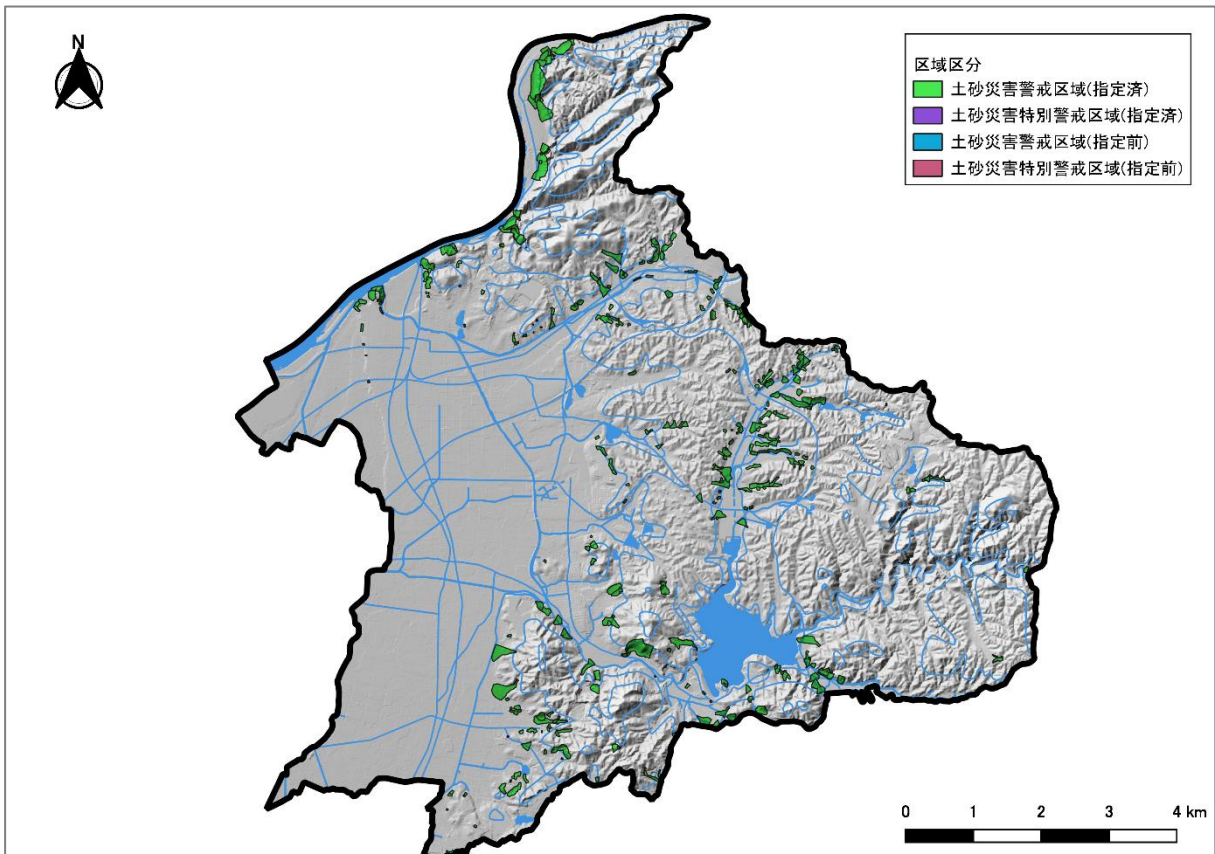 N
区域区分
土砂災害警戒区域(指定済)
土砂災害特別警戒区域(指定済)
土砂災害警戒区域(指定前)
土砂災害特別警戒区域(指定前)
0 1 2 3 4 km